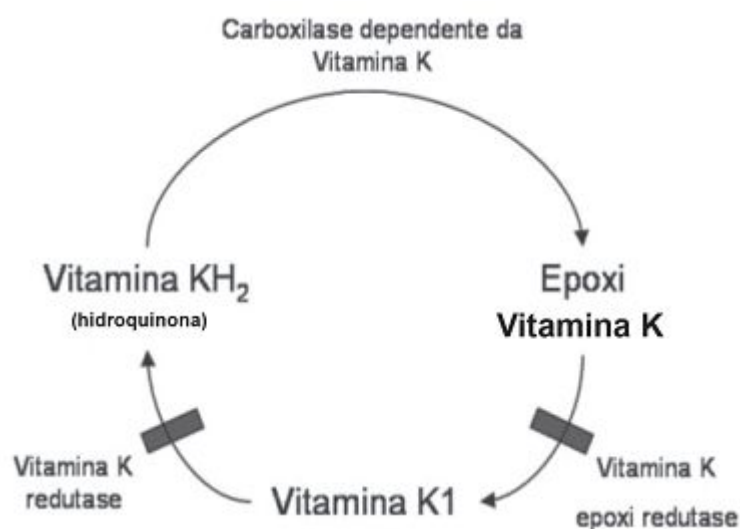 Carboxilase dependente da
Vitamina K
Vitamina KH₂
(hidroquinona)
Epoxi
Vitamina K
Vitamina K
redutase
Vitamina K1
Vitamina K
epoxi redutase